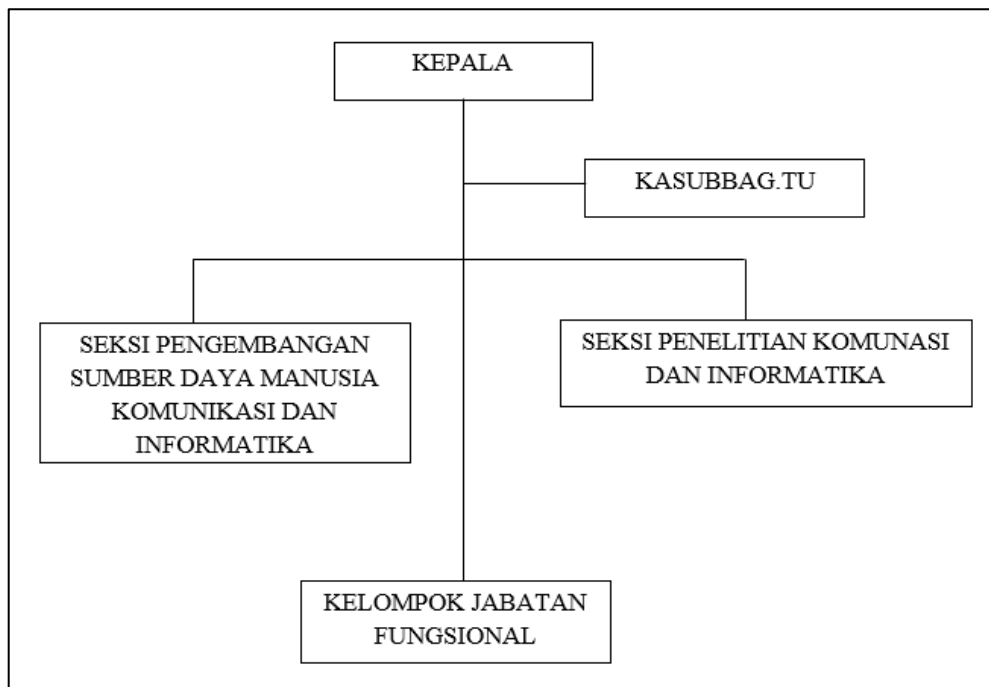 KEPALA
KASUBBAG.TU
SEKSI PENGEMBANGAN
SUMBER DAYA MANUSIA
KOMUNIKASI DAN
INFORMATIKA
SEKSI PENELITIAN KOMUNASI
DAN INFORMATIKA
KELOMPOK JABATAN
FUNGSIONAL